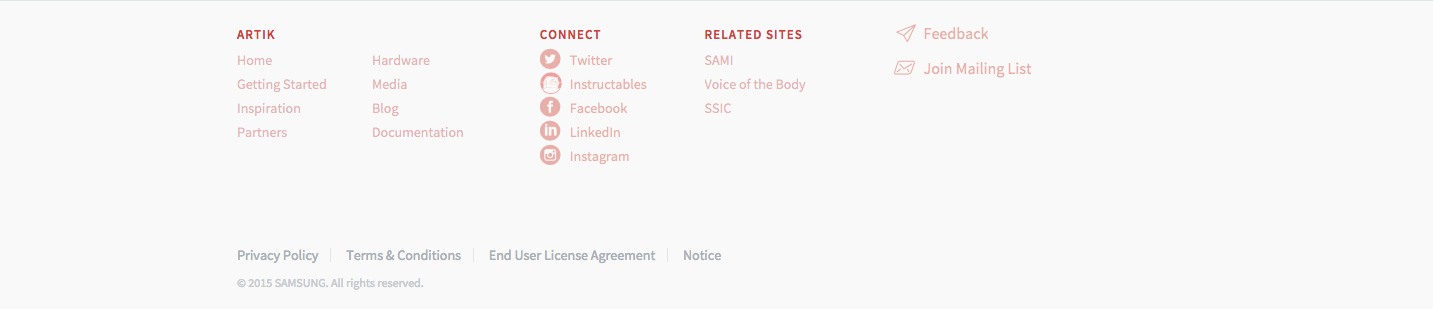 ARTIK
Home
Getting Started
Inspiration
Partners
Hardware
Media
Blog
Documentation
CONNECT
Twitter
Instructables
Facebook
LinkedIn
Instagram
RELATED SITES
SAMI
Voice of the Body
SSIC
Feedback
Join Mailing List
Privacy Policy
Terms & Conditions
End User License Agreement
Notice
© 2015 SAMSUNG. All rights reserved.